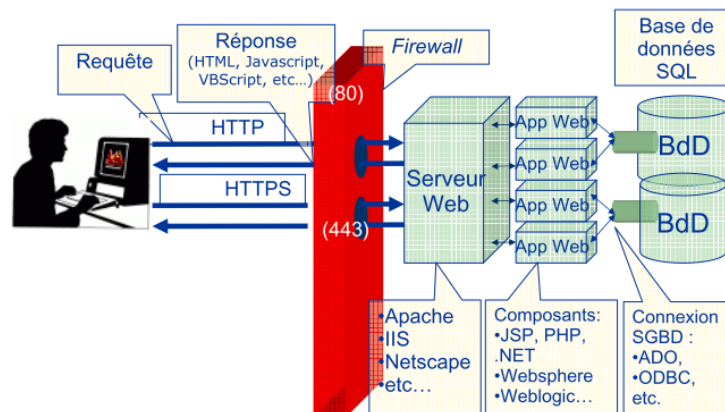 Requête
Réponse
(HTML, Javascript,
VBScript, etc...)
Firewall
Base de
données
SQL
(80)
HTTP
HTTPS
(443)
Serveur
Web
App Web
App Web
App Web
App Web
BdD
BdD
•Apache
•IIS
•Netscape
•etc…
Composants:
•JSP, PHP,
.NET
•Websphere
•Weblogic…
Connexion
SGBD :
•ADO,
•ODBC,
etc.